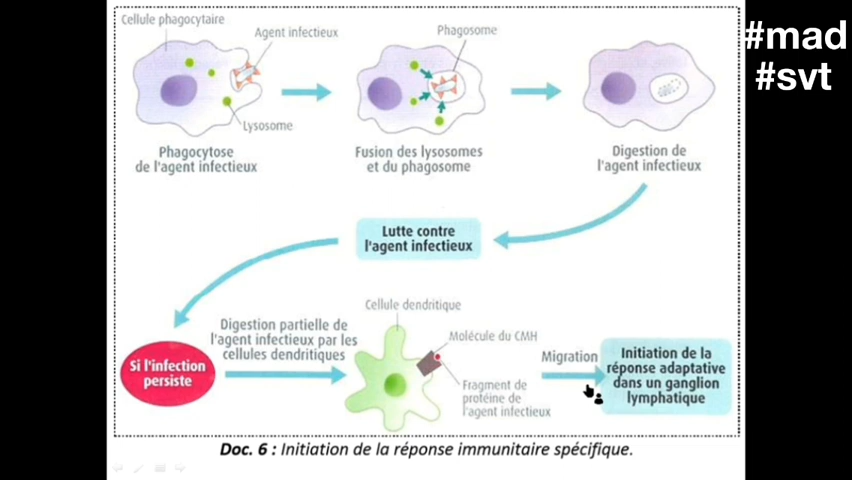 #mad
#svt
Cellule phagocytaire
Agent infectieux
Lysosome
Phagocytose
de l'agent infectieux
Phagosome
Fusion des lysosomes
et du phagosome
Digestion de
l'agent infectieux
Lutte contre
l'agent infectieux
Si l'infection
persiste
Digestion partielle de
l'agent infectieux par les
cellules dendritiques
Cellule dendritique
Molécule du CMH
Fragment de
protéine de
l'agent infectieux
Migration
Initiation de la
réponse adaptative
dans un ganglion
lymphatique
Doc. 6 : Initiation de la réponse immunitaire spécifique.